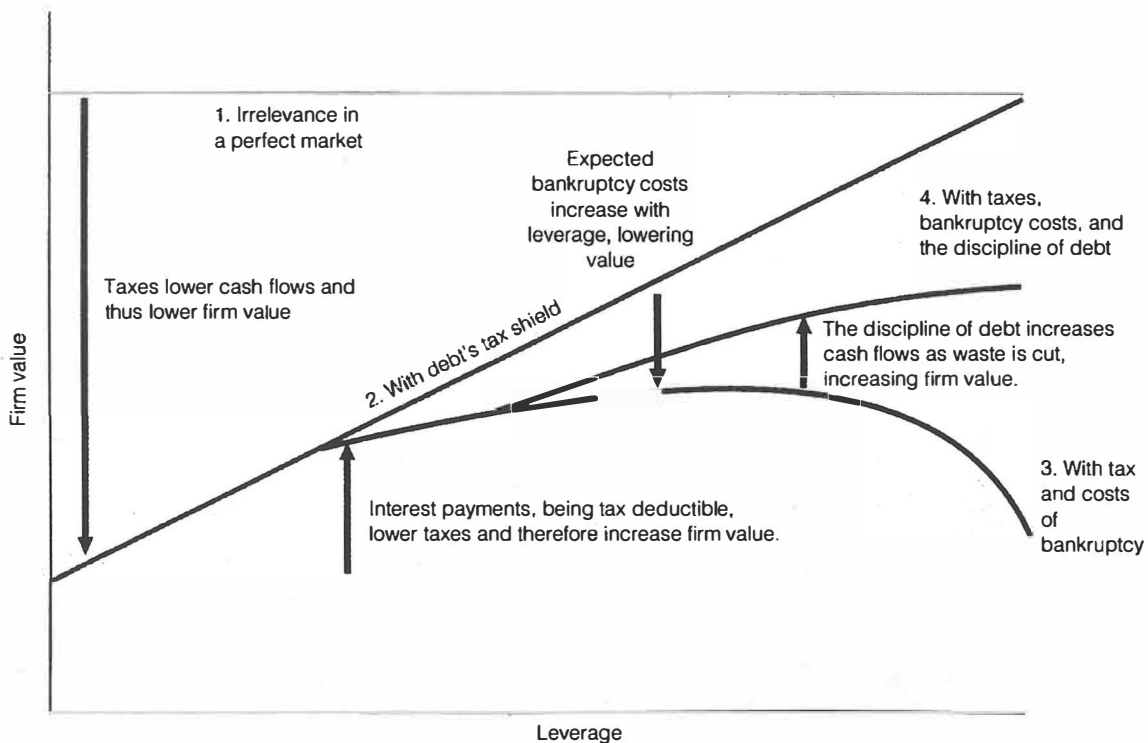 1. Irrelevance in
a perfect market
Expected
bankruptcy costs
increase with
leverage, lowering
value
4. With taxes,
bankruptcy costs, and
the discipline of debt
Taxes lower cash flows and
thus lower firm value
2. With debt's tax shield
The discipline of debt increases
cash flows as waste is cut,
increasing firm value.
Firm value
3. With tax
and costs
of
bankruptcy
Interest payments, being tax deductible,
lower taxes and therefore increase firm value.
Leverage